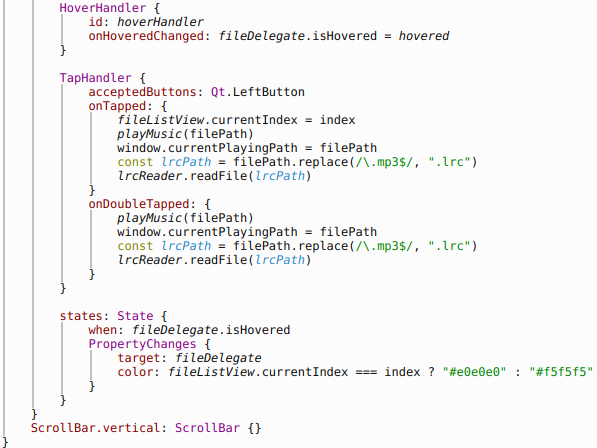 HoverHandler {
id: hoverHandler
onHoveredChanged: fileDelegate.isHovered = hovered
}
TapHandler {
acceptedButtons: Qt.LeftButton
onTapped: {
fileListView.currentIndex = index
playMusic(filePath)
window.currentPlayingPath = filePath
const lrcPath = filePath.replace(/\.mp3$/, ".lrc")
lrcReader.readFile(lrcPath)
}
onDoubleTapped: {
playMusic(filePath)
window.currentPlayingPath = filePath
const lrcPath = filePath.replace(/\.mp3$/, ".lrc")
lrcReader.readFile(lrcPath)
}
}
states: State {
when: fileDelegate.isHovered
PropertyChanges {
target: fileDelegate
color: fileListView.currentIndex === index ? "#e0e0e0" : "#f5f5f5"
}
}
}
ScrollBar.vertical: ScrollBar {}
}